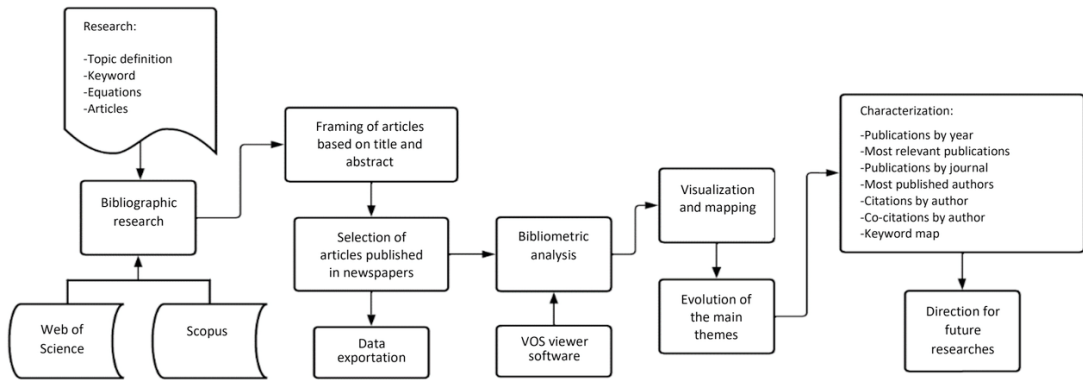 Research:
-Topic definition
-Keyword
-Equations
-Articles
Bibliographic
research
Web of
Science
Scopus
Framing of articles
based on title and
abstract
Selection of
articles published
in newspapers
Data
exportation
Bibliometric
analysis
VOS viewer
software
Visualization
and mapping
Evolution of
the main
themes
Characterization:
-Publications by year
-Most relevant publications
-Publications by journal
-Most published authors
-Citations by author
-Co-citations by author
-Keyword map
Direction for
future
researches